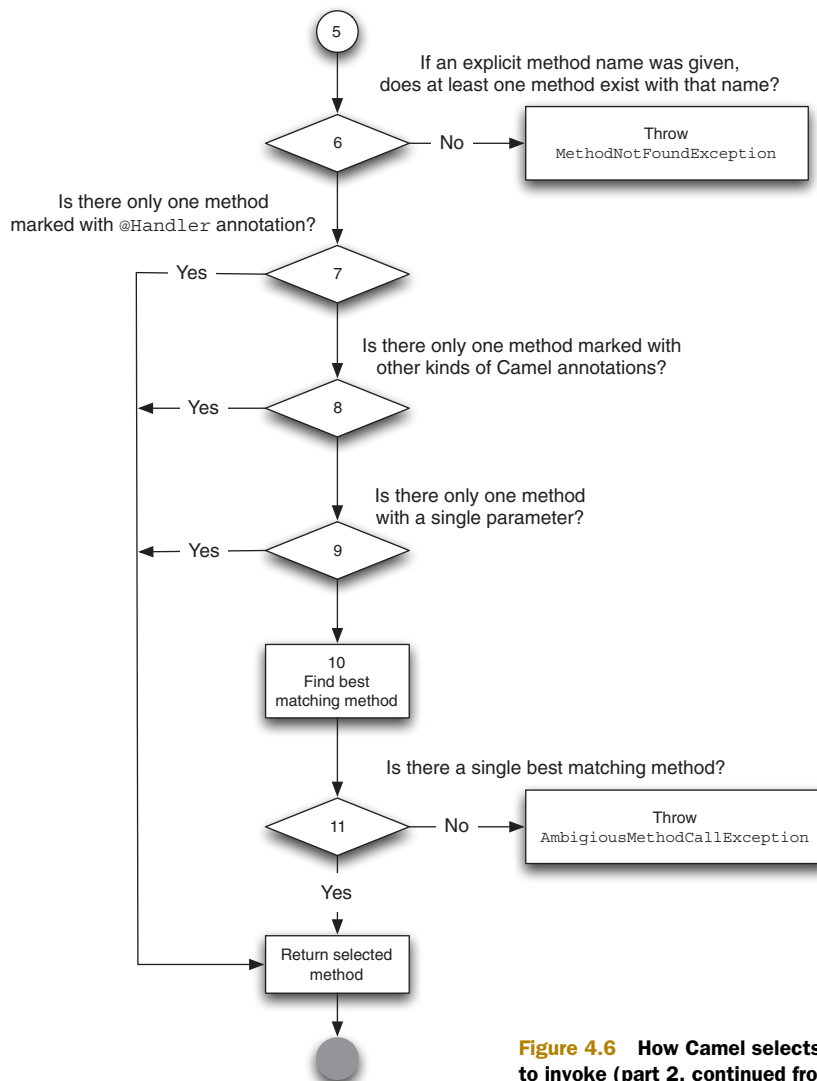 5
If an explicit method name was given,
does at least one method exist with that name?
6
No
Throw
MethodNotFoundException
Is there only one method
marked with @Handler annotation?
Yes
7
Is there only one method marked with
other kinds of Camel annotations?
Yes
8
Is there only one method
with a single parameter?
Yes
9
10
Find best
matching method
Is there a single best matching method?
11
No
Throw
AmbigiousMethodCallException
Yes
Return selected
method
Figure 4.6 How Camel selects
to invoke (part 2, continued fro